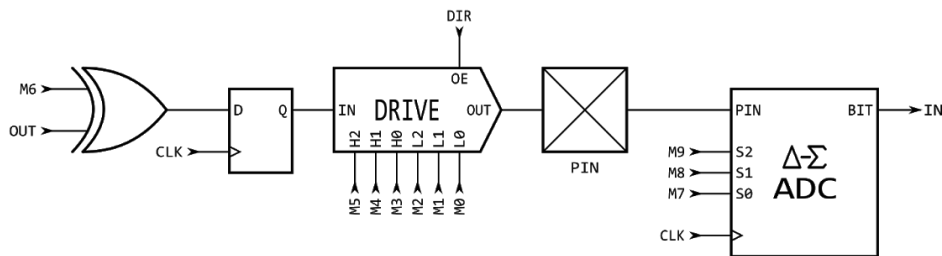 DIR
M6
OUT
CLK
D
Q
IN
DRIVE
OE
OUT
H2
H1
H0
L2
L1
L0
M5
M4
M3
M2
M1
M0
PIN
PIN
BIT
IN
M9
S2
M8
S1
M7
S0
Δ-Σ
ADC
CLK